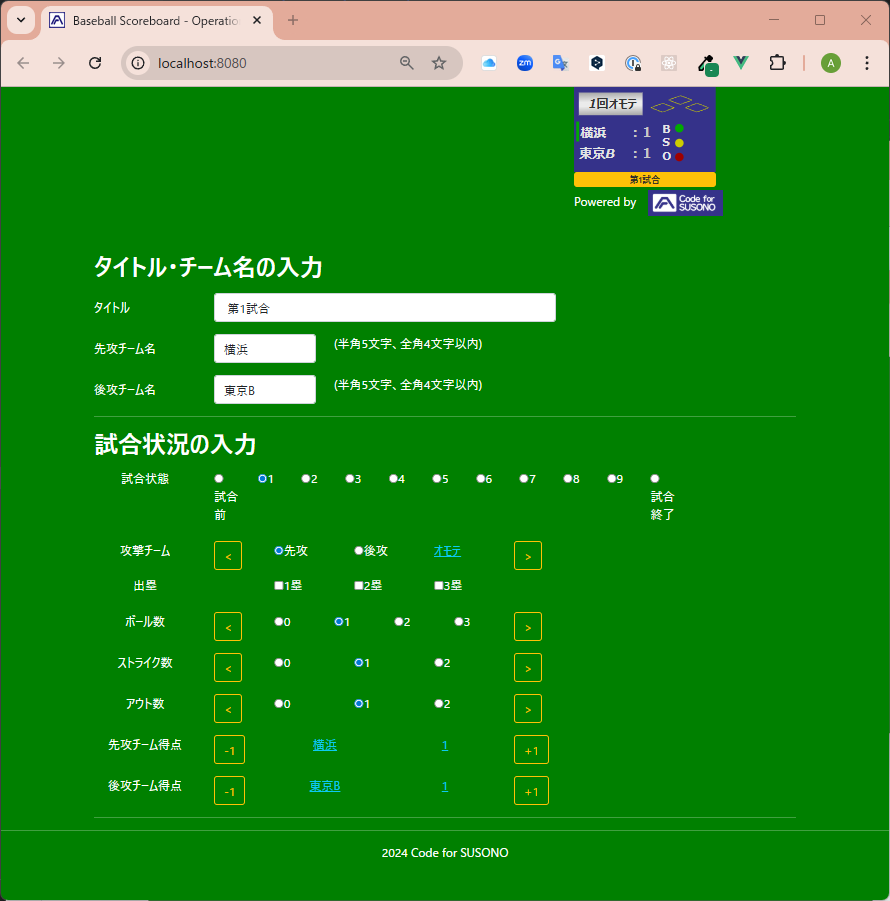 Baseball Scoreboard - Operation
localhost:8080
zm
A
1回オモテ
横浜 : 1 B
S
東京B : 1 O
第1試合
Powered by Code for SUSONO
タイトル・チーム名の入力
タイトル 第1試合
先攻チーム名 横浜 (半角5文字、全角4文字以内)
後攻チーム名 東京B (半角5文字、全角4文字以内)
試合状況の入力
試合状態 試合前 1 2 3 4 5 6 7 8 9 試合終了
攻撃チーム < 先攻 後攻 オモテ >
出塁 1塁 2塁 3塁
ボール数 < 0 1 2 3 >
ストライク数 < 0 1 2 >
アウト数 < 0 1 2 >
先攻チーム得点 -1 横浜 1 +1
後攻チーム得点 -1 東京B 1 +1
2024 Code for SUSONO